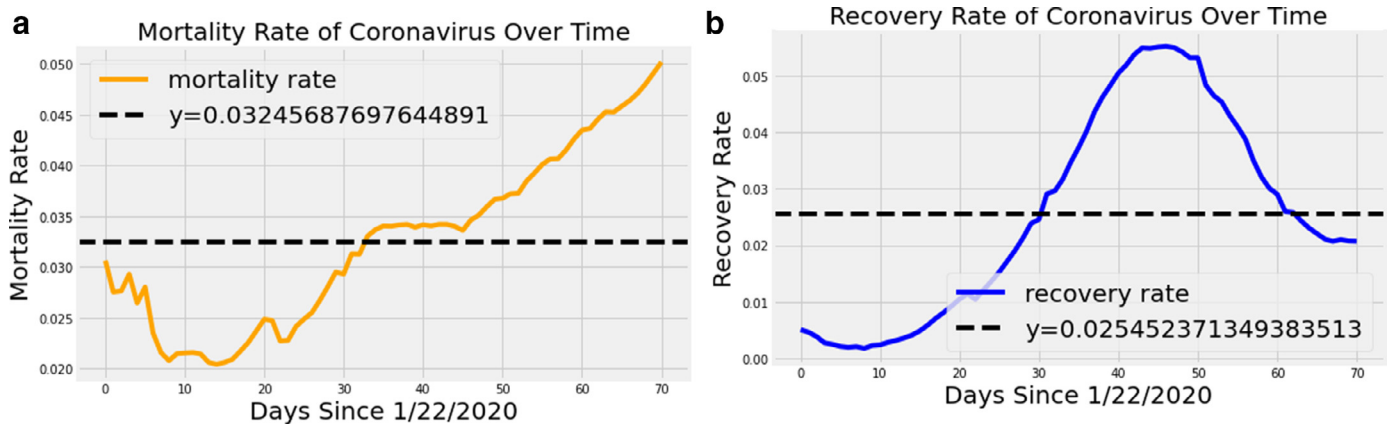 a
Mortality Rate of Coronavirus Over Time
mortality rate
y=0.03245687697644891
Mortality Rate
0.050
0.045
0.040
0.035
0.030
0.025
0.020
0 10 20 30 40 50 60 70
Days Since 1/22/2020
b
Recovery Rate of Coronavirus Over Time
Recovery Rate
0.05
0.04
0.03
0.02
0.01
0.00
recovery rate
y=0.025452371349383513
0 10 20 30 40 50 60 70
Days Since 1/22/2020